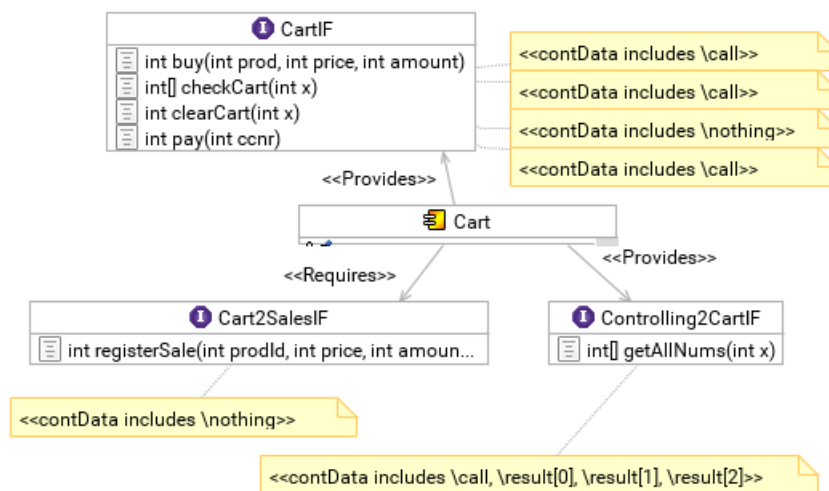 CartIF
int buy(int prod, int price, int amount)
int[] checkCart(int x)
int clearCart(int x)
int pay(int ccnr)
<<contData includes \call>>
<<contData includes \call>>
<<contData includes \nothing>>
<<contData includes \call>>
<<Provides>>
Cart
<<Requires>>
<<Provides>>
Cart2SalesIF
int registerSale(int prodId, int price, int amoun...
Controlling2CartIF
int[] getAllNums(int x)
<<contData includes \nothing>>
<<contData includes \call, \result[0], \result[1], \result[2]>>